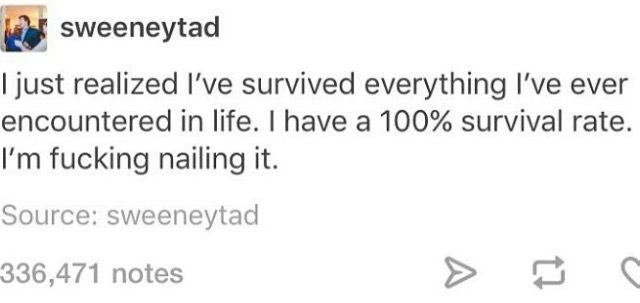 sweeneytad
I just realized I've survived everything I've ever
encountered in life. I have a 100% survival rate.
I'm fucking nailing it.
Source: sweeneytad
336,471 notes